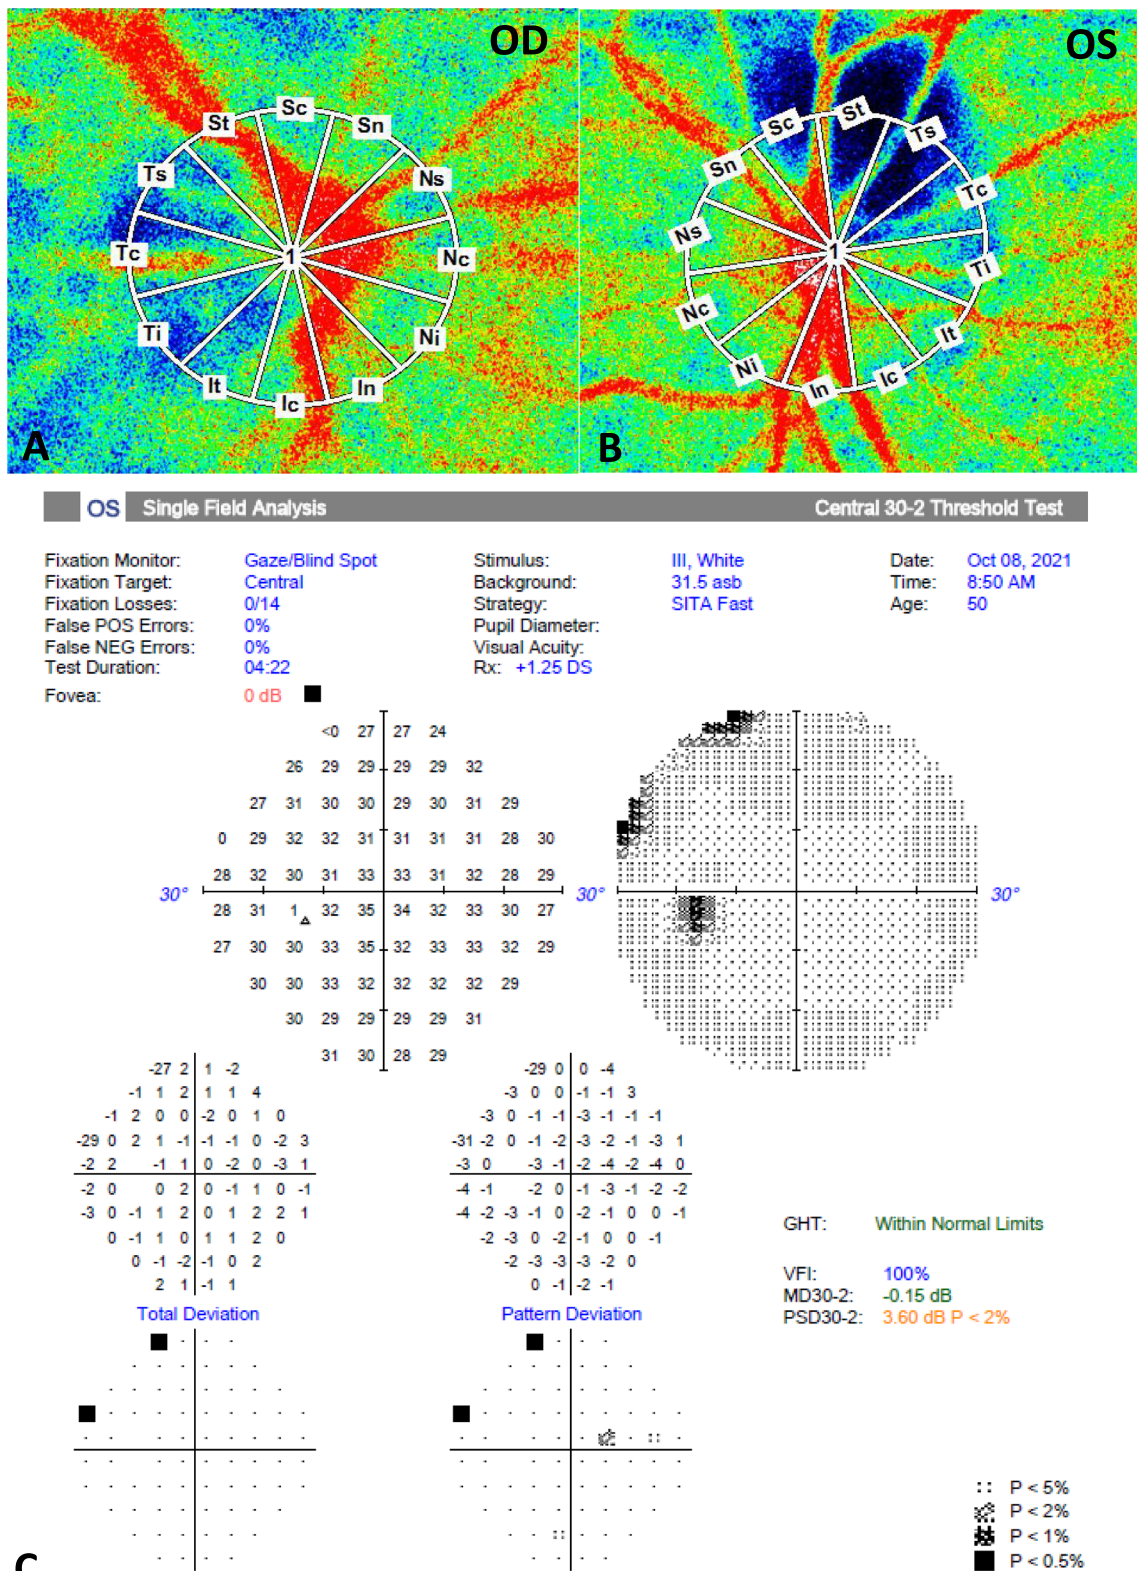 OD
OS
Sc
St
Sn
Ts
Ns
Tc
1
Nc
Ti
Ni
It
In
Ic
A
St
Sc
Ts
Sn
Tc
Ns
1
Ti
Nc
It
Ni
Ic
In
B
OS Single Field Analysis Central 30-2 Threshold Test
Fixation Monitor: Gaze/Blind Spot Stimulus: III, White Date: Oct 08, 2021
Fixation Target: Central Background: 31.5 asb Time: 8:50 AM
Fixation Losses: 0/14 Strategy: SITA Fast Age: 50
False POS Errors: 0% Pupil Diameter:
False NEG Errors: 0% Visual Acuity:
Test Duration: 04:22 Rx: +1.25 DS
Fovea: 0 dB
<0 27 27 24
26 29 29 29 29 32
27 31 30 30 29 30 31 29
0 29 32 32 31 31 31 31 28 30
28 32 30 31 33 33 31 32 28 29
30° 30° 30°
28 31 1 32 35 34 32 33 30 27
27 30 30 33 35 32 33 33 32 29
30 30 33 32 32 32 32 29
30 29 29 29 29 31
31 30 28 29
-27 2 1 -2 -29 0 0 -4
-1 1 2 1 1 4 -3 0 0 -1 -1 3
-1 2 0 0 -2 0 1 0 -3 0 -1 -1 -3 -1 -1 -1
-29 0 2 1 -1 -1 -1 0 -2 3 -31 -2 0 -1 -2 -3 -2 -1 -3 1
-2 2 -1 1 0 -2 0 -3 1 -3 0 -3 -1 -2 -4 -2 -4 0
-2 0 0 2 0 -1 1 0 -1 -4 -1 -2 0 -1 -3 -1 -2 -2
-3 0 -1 1 2 0 1 2 2 1 -4 -2 -3 -1 0 -2 -1 0 0 -1
0 -1 1 0 1 1 2 0 -2 -3 0 -2 -1 0 0 -1
0 -1 -2 -1 0 2 -2 -3 -3 -3 -2 0
2 1 -1 1 0 -1 -2 -1
GHT: Within Normal Limits
VFI: 100%
MD30-2: -0.15 dB
PSD30-2: 3.60 dB P < 2%
Total Deviation Pattern Deviation
P < 5%
P < 2%
P < 1%
P < 0.5%
C